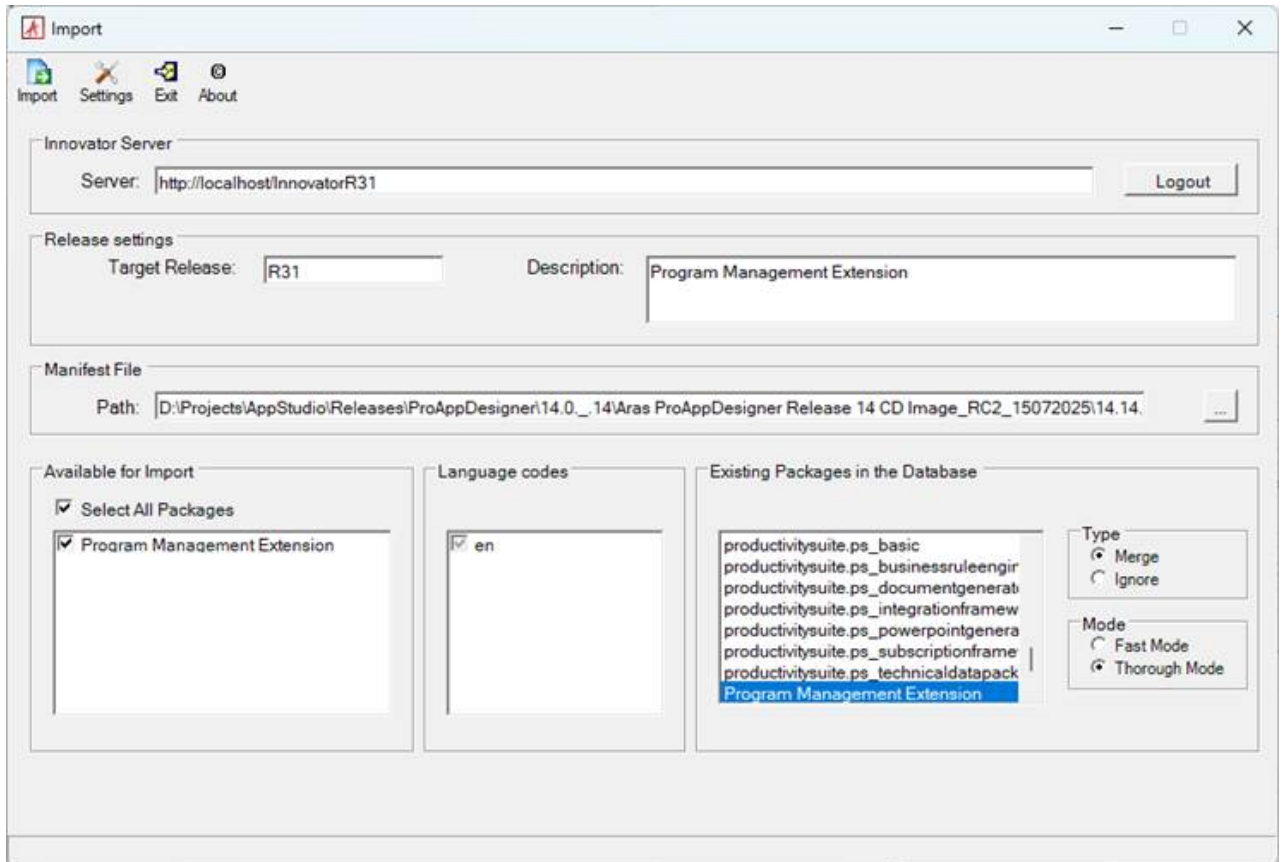 Import
Import Settings Exit About
Innovator Server
Server: http://localhost/InnovatorR31 Logout
Release settings
Target Release: R31 Description: Program Management Extension
Manifest File
Path: D:\Projects\AppStudio\Releases\ProAppDesigner\14.0._.14\Aras ProAppDesigner Release 14 CD Image_RC2_15072025\14.14. ...
Available for Import
Select All Packages
Program Management Extension
Language codes
en
Existing Packages in the Database
productivitysuite.ps_basic
productivitysuite.ps_businessruleengin
productivitysuite.ps_documentgenerat
productivitysuite.ps_integrationframew
productivitysuite.ps_powerpointgenera
productivitysuite.ps_subscriptionframe
productivitysuite.ps_technicaldatapack
Program Management Extension
Type
Merge
Ignore
Mode
Fast Mode
Thorough Mode